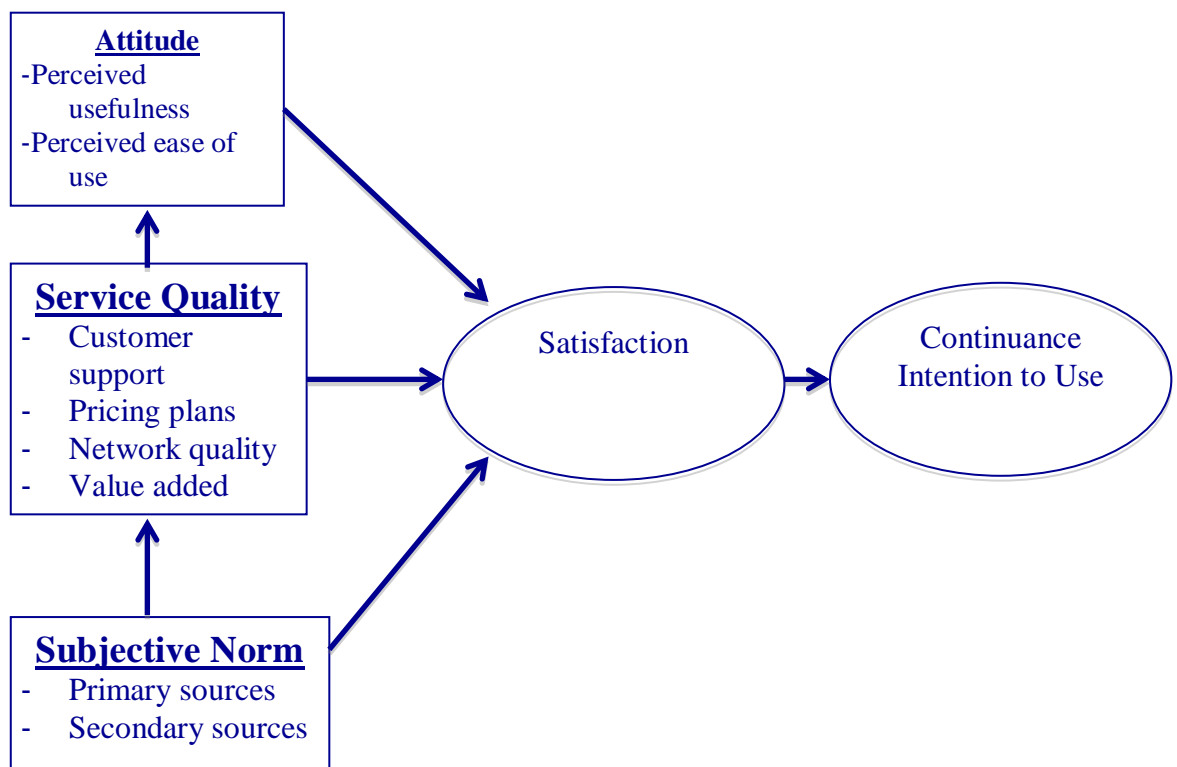 Attitude
-Perceived
usefulness
-Perceived ease of
use
Service Quality
- Customer
support
- Pricing plans
- Network quality
- Value added
Subjective Norm
- Primary sources
- Secondary sources
Satisfaction
Continuance
Intention to Use